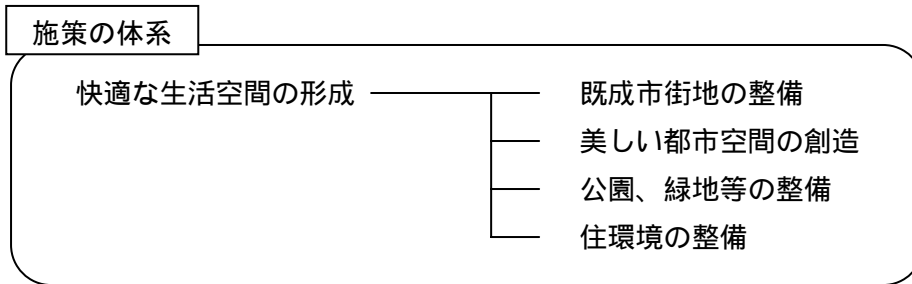 施策の体系
快適な生活空間の形成 既成市街地の整備
美しい都市空間の創造
公園、緑地等の整備
住環境の整備